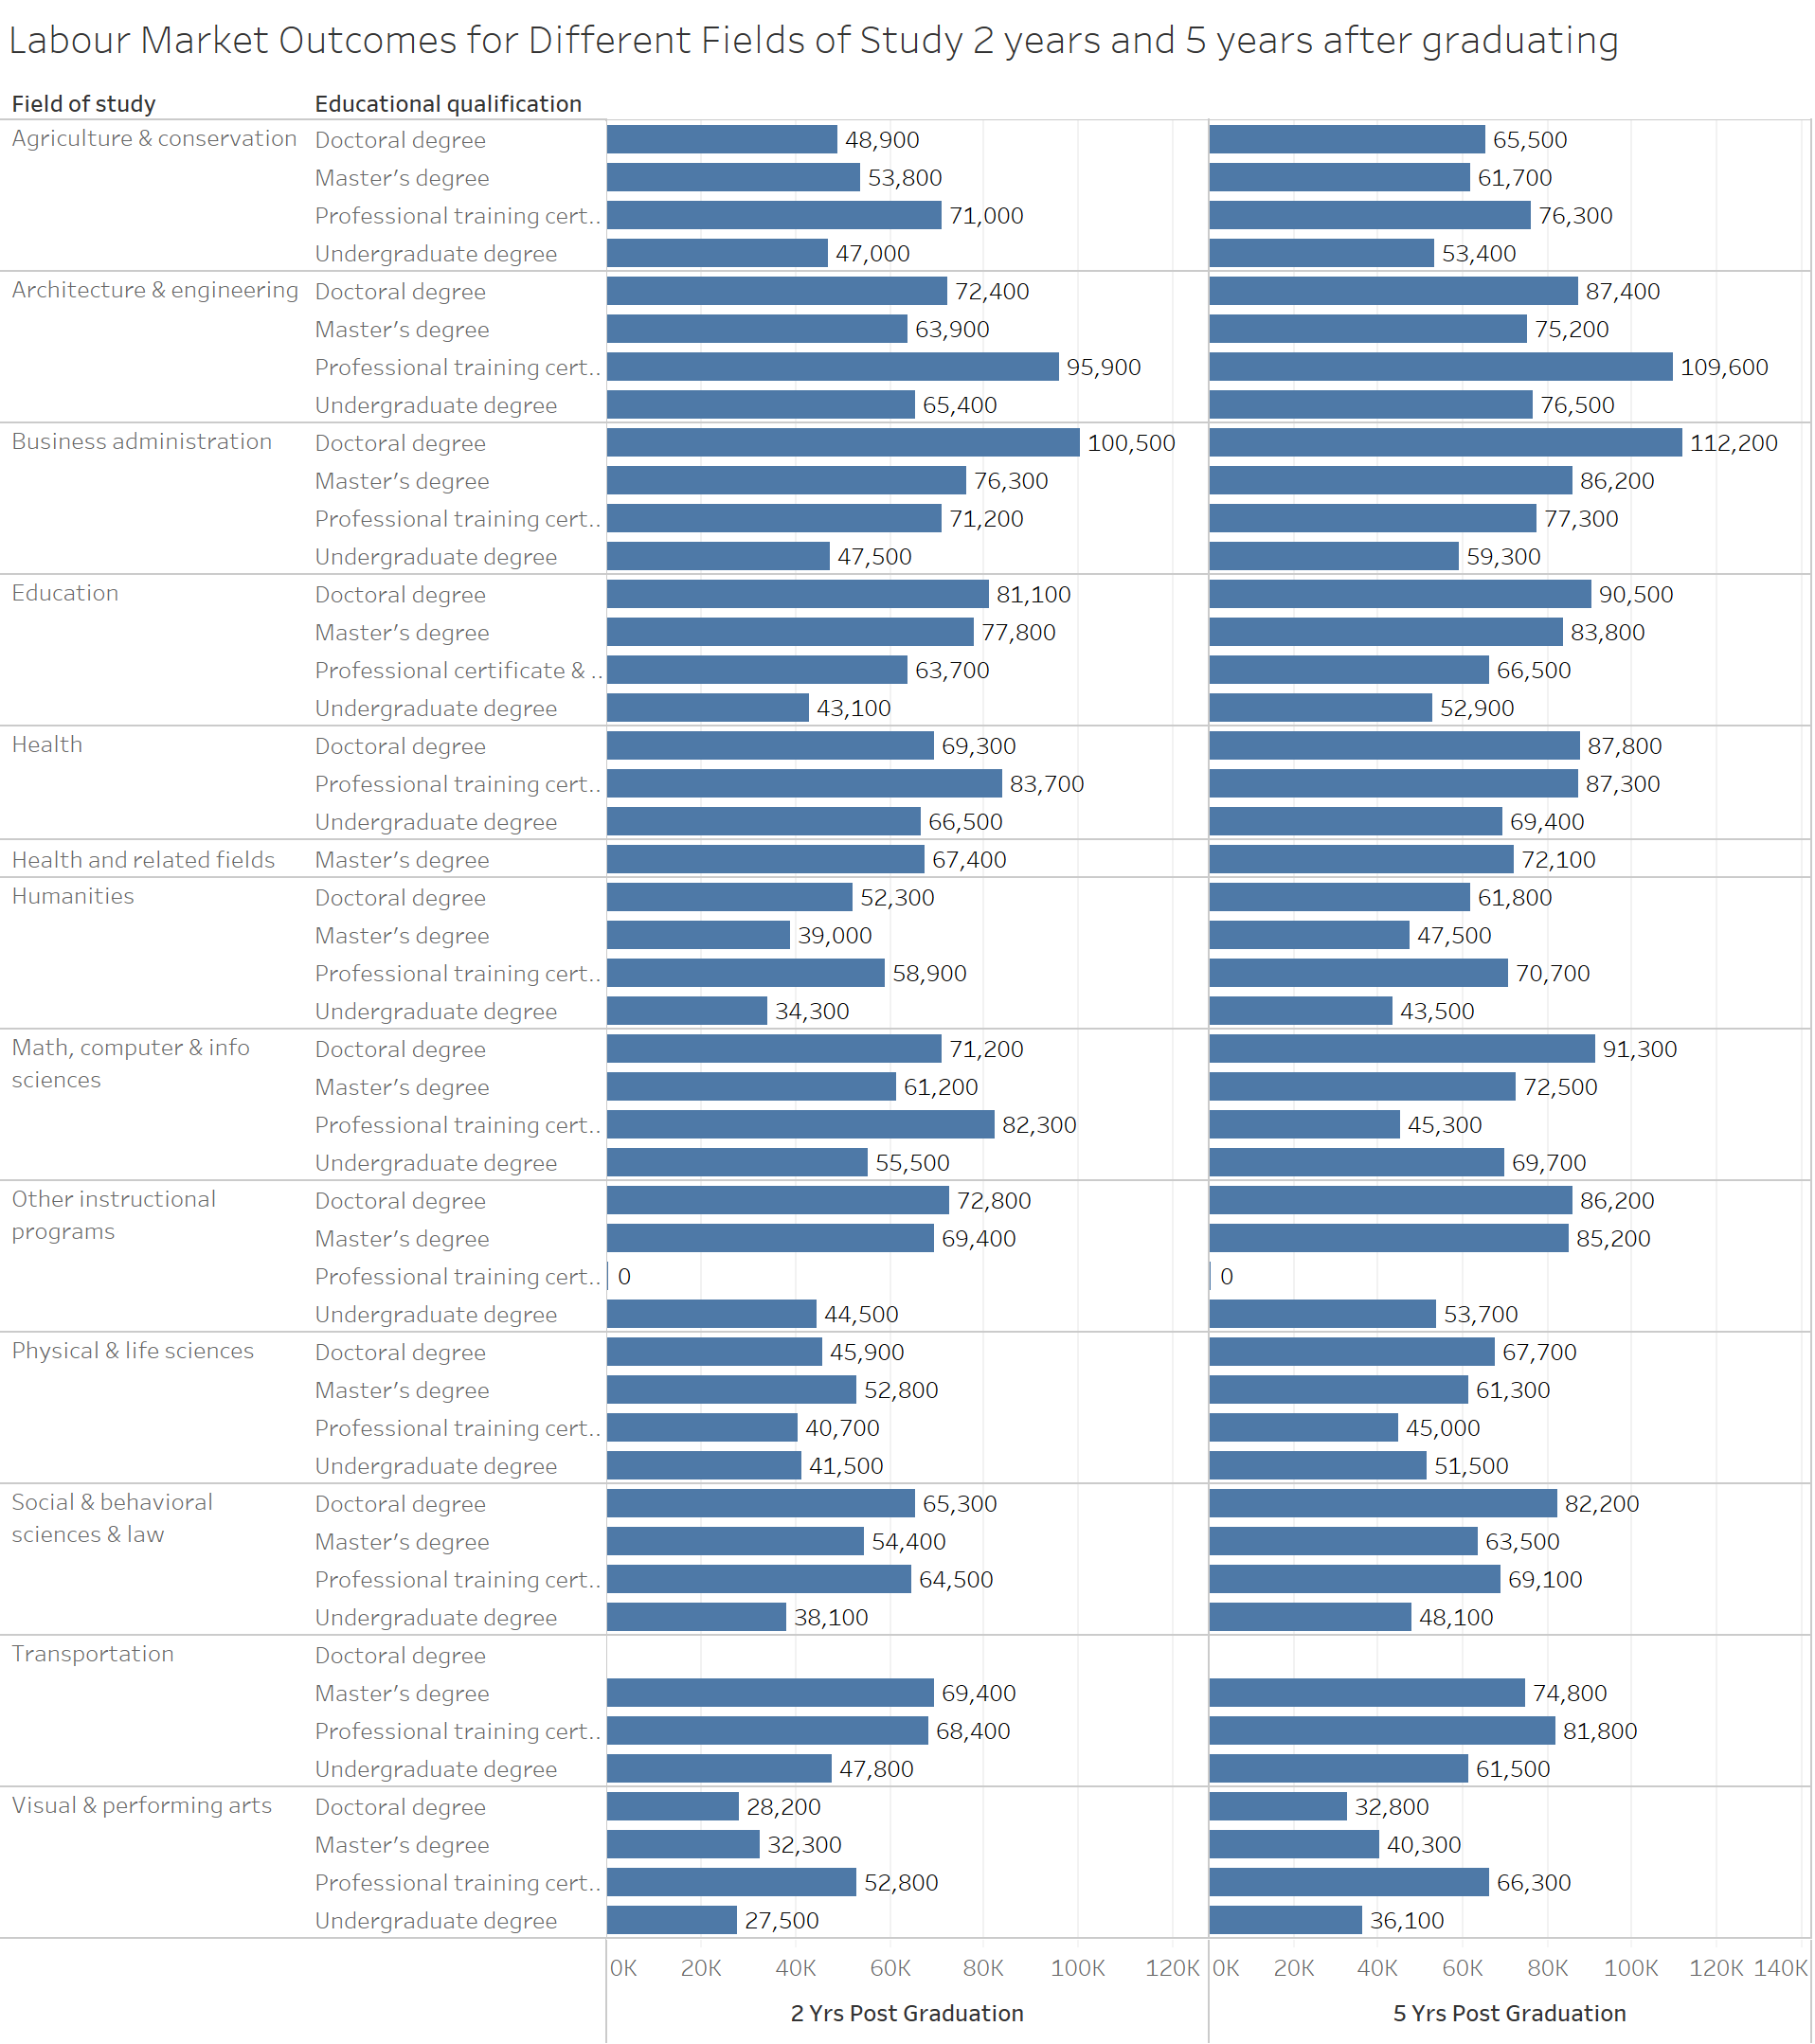 Labour Market Outcomes for Different Fields of Study 2 years and 5 years after graduating
Field of study Educational qualification
Agriculture & conservation Doctoral degree 48,900 65,500
Master's degree 53,800 61,700
Professional training cert.. 71,000 76,300
Undergraduate degree 47,000 53,400
Architecture & engineering Doctoral degree 72,400 87,400
Master's degree 63,900 75,200
Professional training cert.. 95,900 109,600
Undergraduate degree 65,400 76,500
Business administration Doctoral degree 100,500 112,200
Master's degree 76,300 86,200
Professional training cert.. 71,200 77,300
Undergraduate degree 47,500 59,300
Education Doctoral degree 81,100 90,500
Master's degree 77,800 83,800
Professional certificate & .. 63,700 66,500
Undergraduate degree 43,100 52,900
Health Doctoral degree 69,300 87,800
Professional training cert.. 83,700 87,300
Undergraduate degree 66,500 69,400
Health and related fields Master's degree 67,400 72,100
Humanities Doctoral degree 52,300 61,800
Master's degree 39,000 47,500
Professional training cert.. 58,900 70,700
Undergraduate degree 34,300 43,500
Math, computer & info Doctoral degree 71,200 91,300
sciences Master's degree 61,200 72,500
Professional training cert.. 82,300 45,300
Undergraduate degree 55,500 69,700
Other instructional Doctoral degree 72,800 86,200
programs Master's degree 69,400 85,200
Professional training cert.. 0 0
Undergraduate degree 44,500 53,700
Physical & life sciences Doctoral degree 45,900 67,700
Master's degree 52,800 61,300
Professional training cert.. 40,700 45,000
Undergraduate degree 41,500 51,500
Social & behavioral Doctoral degree 65,300 82,200
sciences & law Master's degree 54,400 63,500
Professional training cert.. 64,500 69,100
Undergraduate degree 38,100 48,100
Transportation Doctoral degree
Master's degree 69,400 74,800
Professional training cert.. 68,400 81,800
Undergraduate degree 47,800 61,500
Visual & performing arts Doctoral degree 28,200 32,800
Master's degree 32,300 40,300
Professional training cert.. 52,800 66,300
Undergraduate degree 27,500 36,100
0K 20K 40K 60K 80K 100K 120K 0K 20K 40K 60K 80K 100K 120K 140K
2 Yrs Post Graduation 5 Yrs Post Graduation